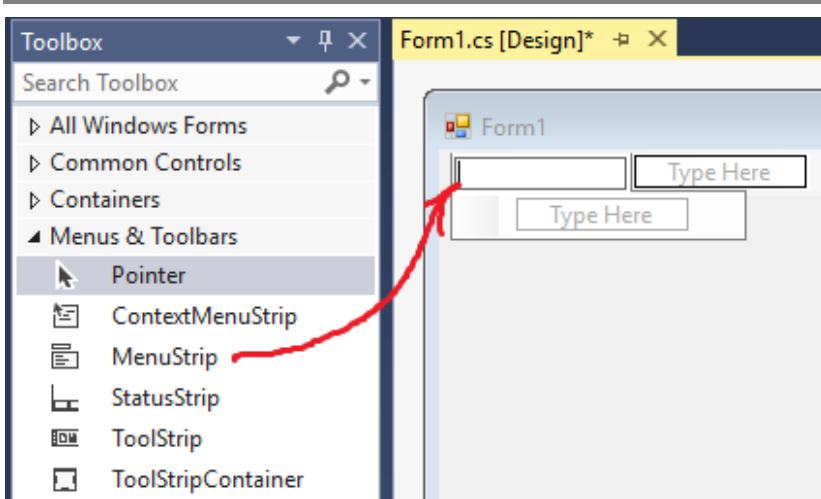 Toolbox
Search Toolbox
All Windows Forms
Common Controls
Containers
Menus & Toolbars
Pointer
ContextMenuStrip
MenuStrip
StatusStrip
ToolStrip
ToolStripContainer
Form1.cs [Design]*
Form1
Type Here
Type Here